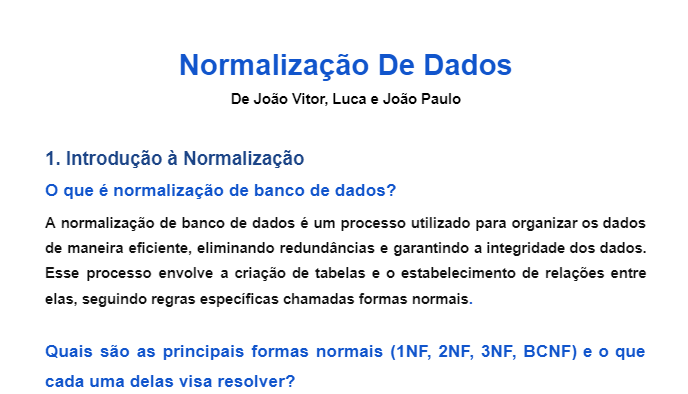 Normalização De Dados
De João Vitor, Luca e João Paulo
1. Introdução à Normalização
O que é normalização de banco de dados?
A normalização de banco de dados é um processo utilizado para organizar os dados
de maneira eficiente, eliminando redundâncias e garantindo a integridade dos dados.
Esse processo envolve a criação de tabelas e o estabelecimento de relações entre
elas, seguindo regras específicas chamadas formas normais.
Quais são as principais formas normais (1NF, 2NF, 3NF, BCNF) e o que
cada uma delas visa resolver?